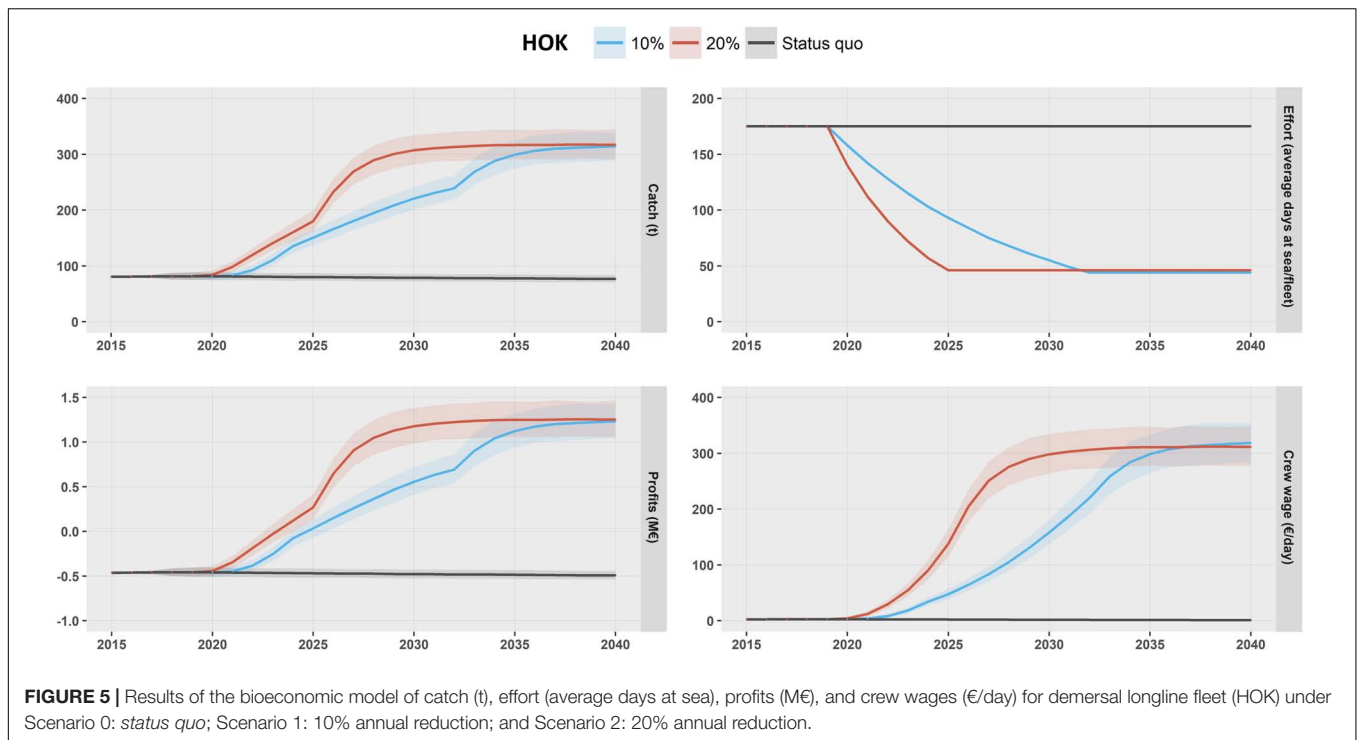 HOK 10% 20% Status quo
400
300
200
100
0
2015 2020 2025 2030 2035 2040
Catch (t)
200
150
100
50
0
2015 2020 2025 2030 2035 2040
Effort (average days at sea/fleet)
1.5
1.0
0.5
0.0
-0.5
-1.0
2015 2020 2025 2030 2035 2040
Profits (M€)
400
300
200
100
0
2015 2020 2025 2030 2035 2040
Crew wage (€/day)
FIGURE 5 | Results of the bioeconomic model of catch (t), effort (average days at sea), profits (M€), and crew wages (€/day) for demersal longline fleet (HOK) under
Scenario 0: status quo; Scenario 1: 10% annual reduction; and Scenario 2: 20% annual reduction.